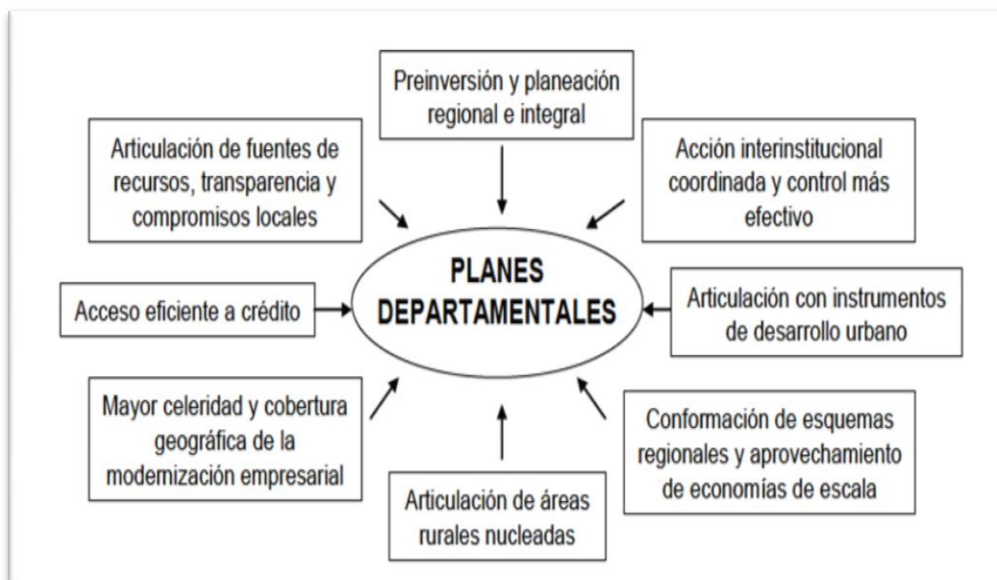 Preinversión y planeación
regional e integral
Articulación de fuentes de
recursos, transparencia y
compromisos locales
Acción interinstitucional
coordinada y control más
efectivo
PLANES
DEPARTAMENTALES
Acceso eficiente a crédito
Articulación con instrumentos
de desarrollo urbano
Mayor celeridad y cobertura
geográfica de la
modernización empresarial
Conformación de esquemas
regionales y aprovechamiento
de economías de escala
Articulación de áreas
rurales nucleadas